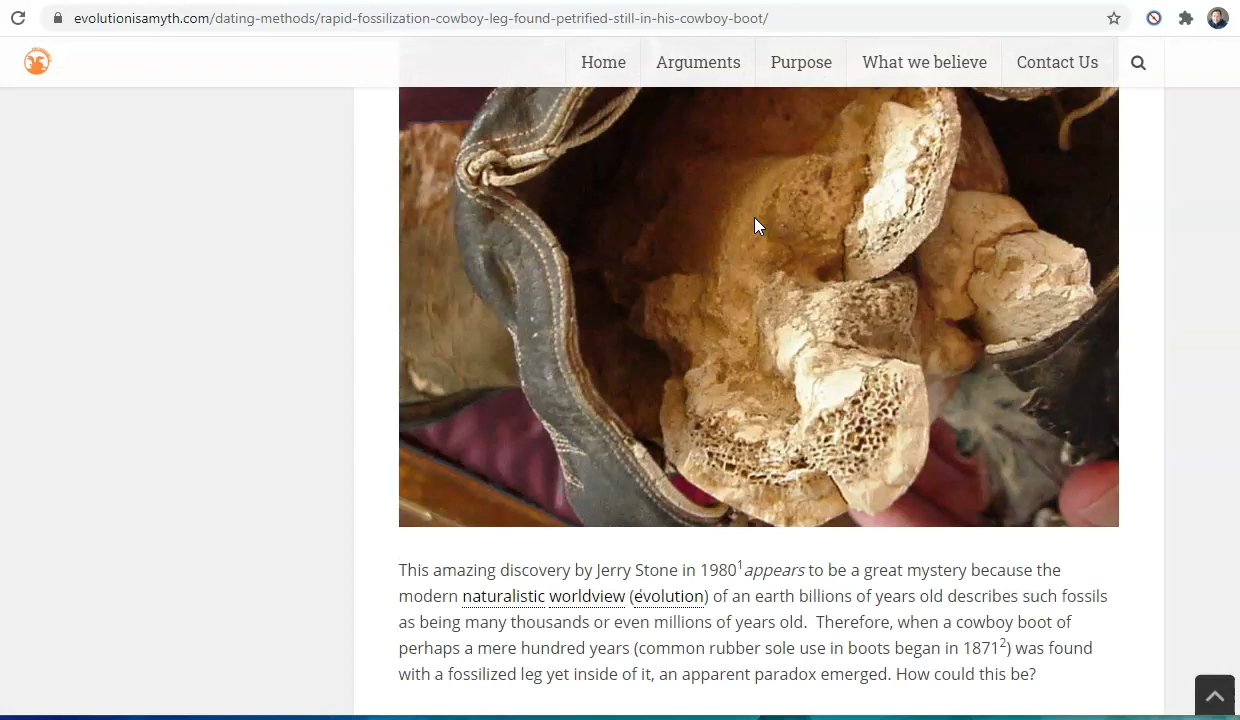 evolutionisamyth.com/dating-methods/rapid-fossilization-cowboy-leg-found-petrified-still-in-his-cowboy-boot/
Home Arguments Purpose What we believe Contact Us
This amazing discovery by Jerry Stone in 1980¹ appears to be a great mystery because the
modern naturalistic worldview (evolution) of an earth billions of years old describes such fossils
as being many thousands or even millions of years old. Therefore, when a cowboy boot of
perhaps a mere hundred years (common rubber sole use in boots began in 1871²) was found
with a fossilized leg yet inside of it, an apparent paradox emerged. How could this be?